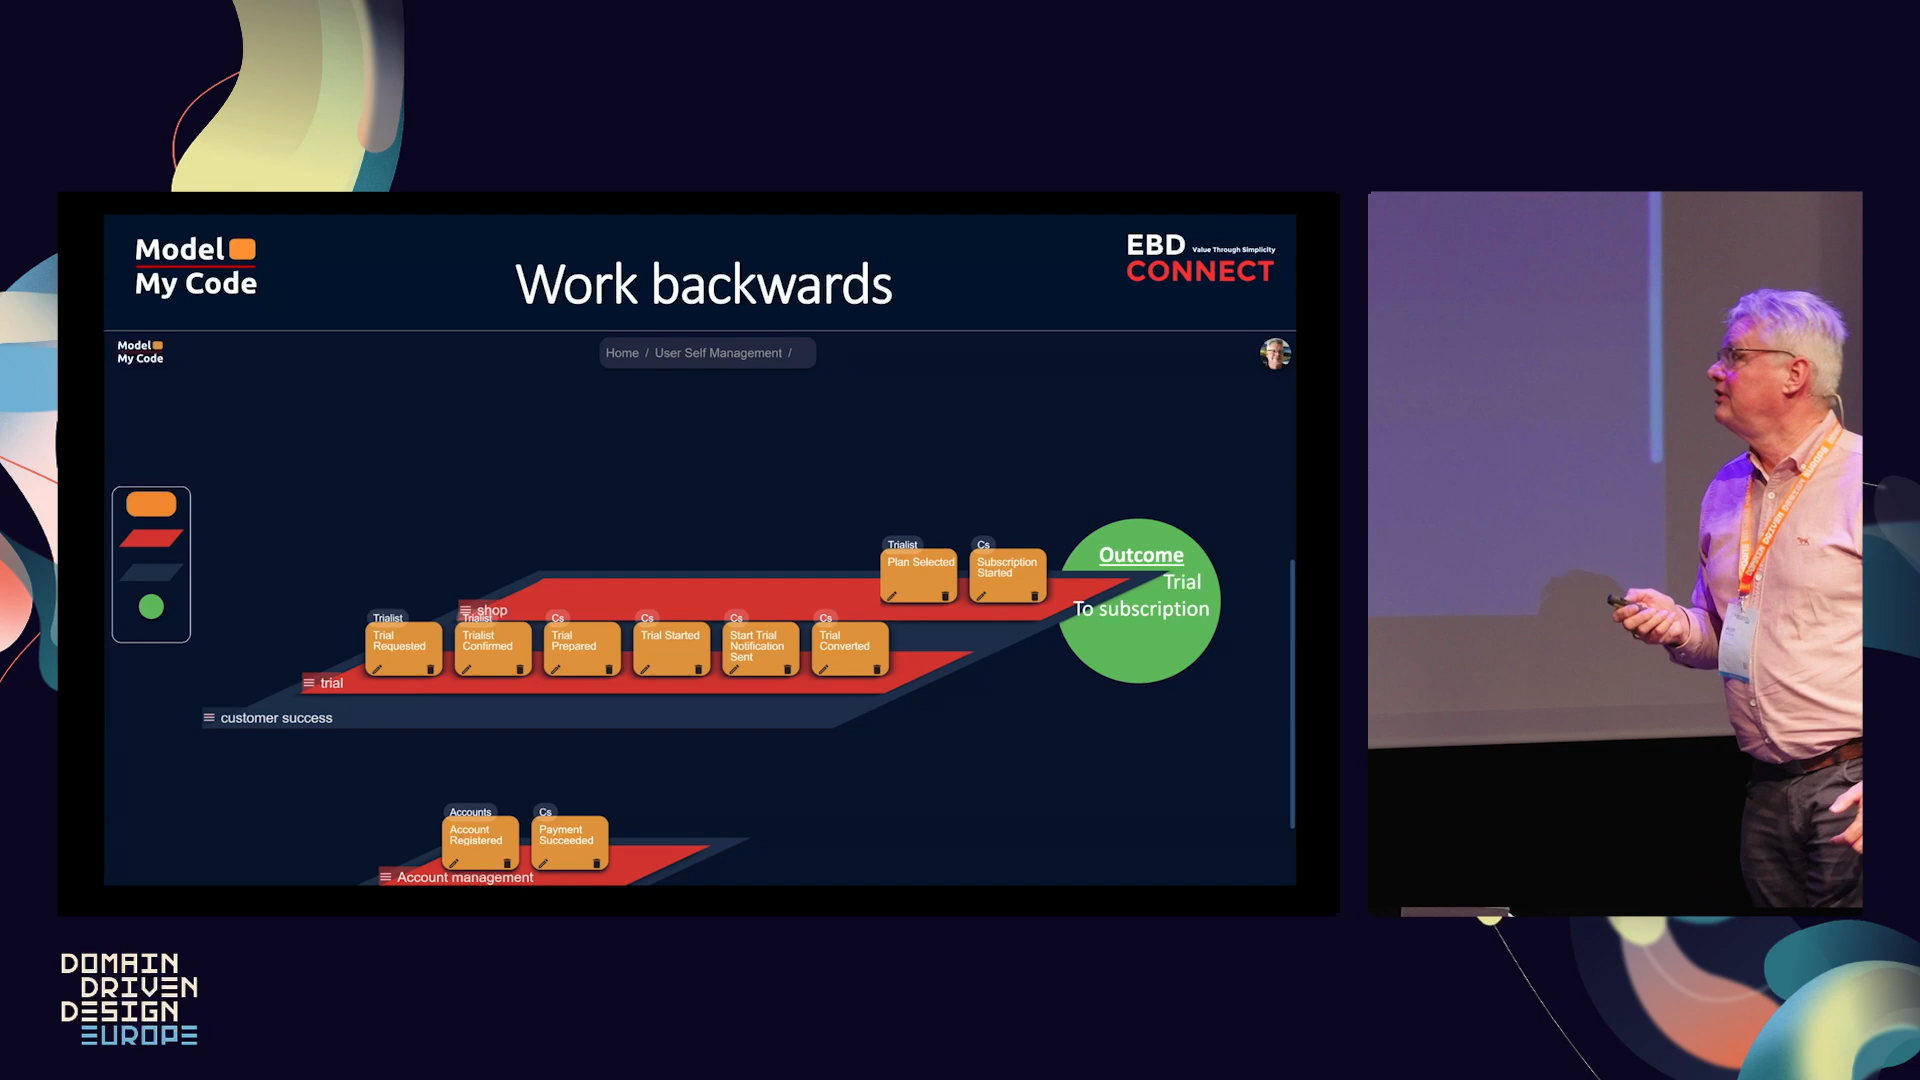 Model
My Code
Work backwards
EBD Value Through Simplicity
CONNECT
Model
My Code
Home / User Self Management /
Trialist
Plan Selected
Cs
Subscription
Started
Outcome
Trial
To subscription
shop
Trialist
Trial
Requested
Trialist
Trialist
Confirmed
Cs
Trial
Prepared
Cs
Trial Started
Cs
Start Trial
Notification
Sent
Cs
Trial
Converted
trial
customer success
Accounts
Account
Registered
Cs
Payment
Succeeded
Account management
DOMAIN
DRIVEN
DESIGN
EUROPE